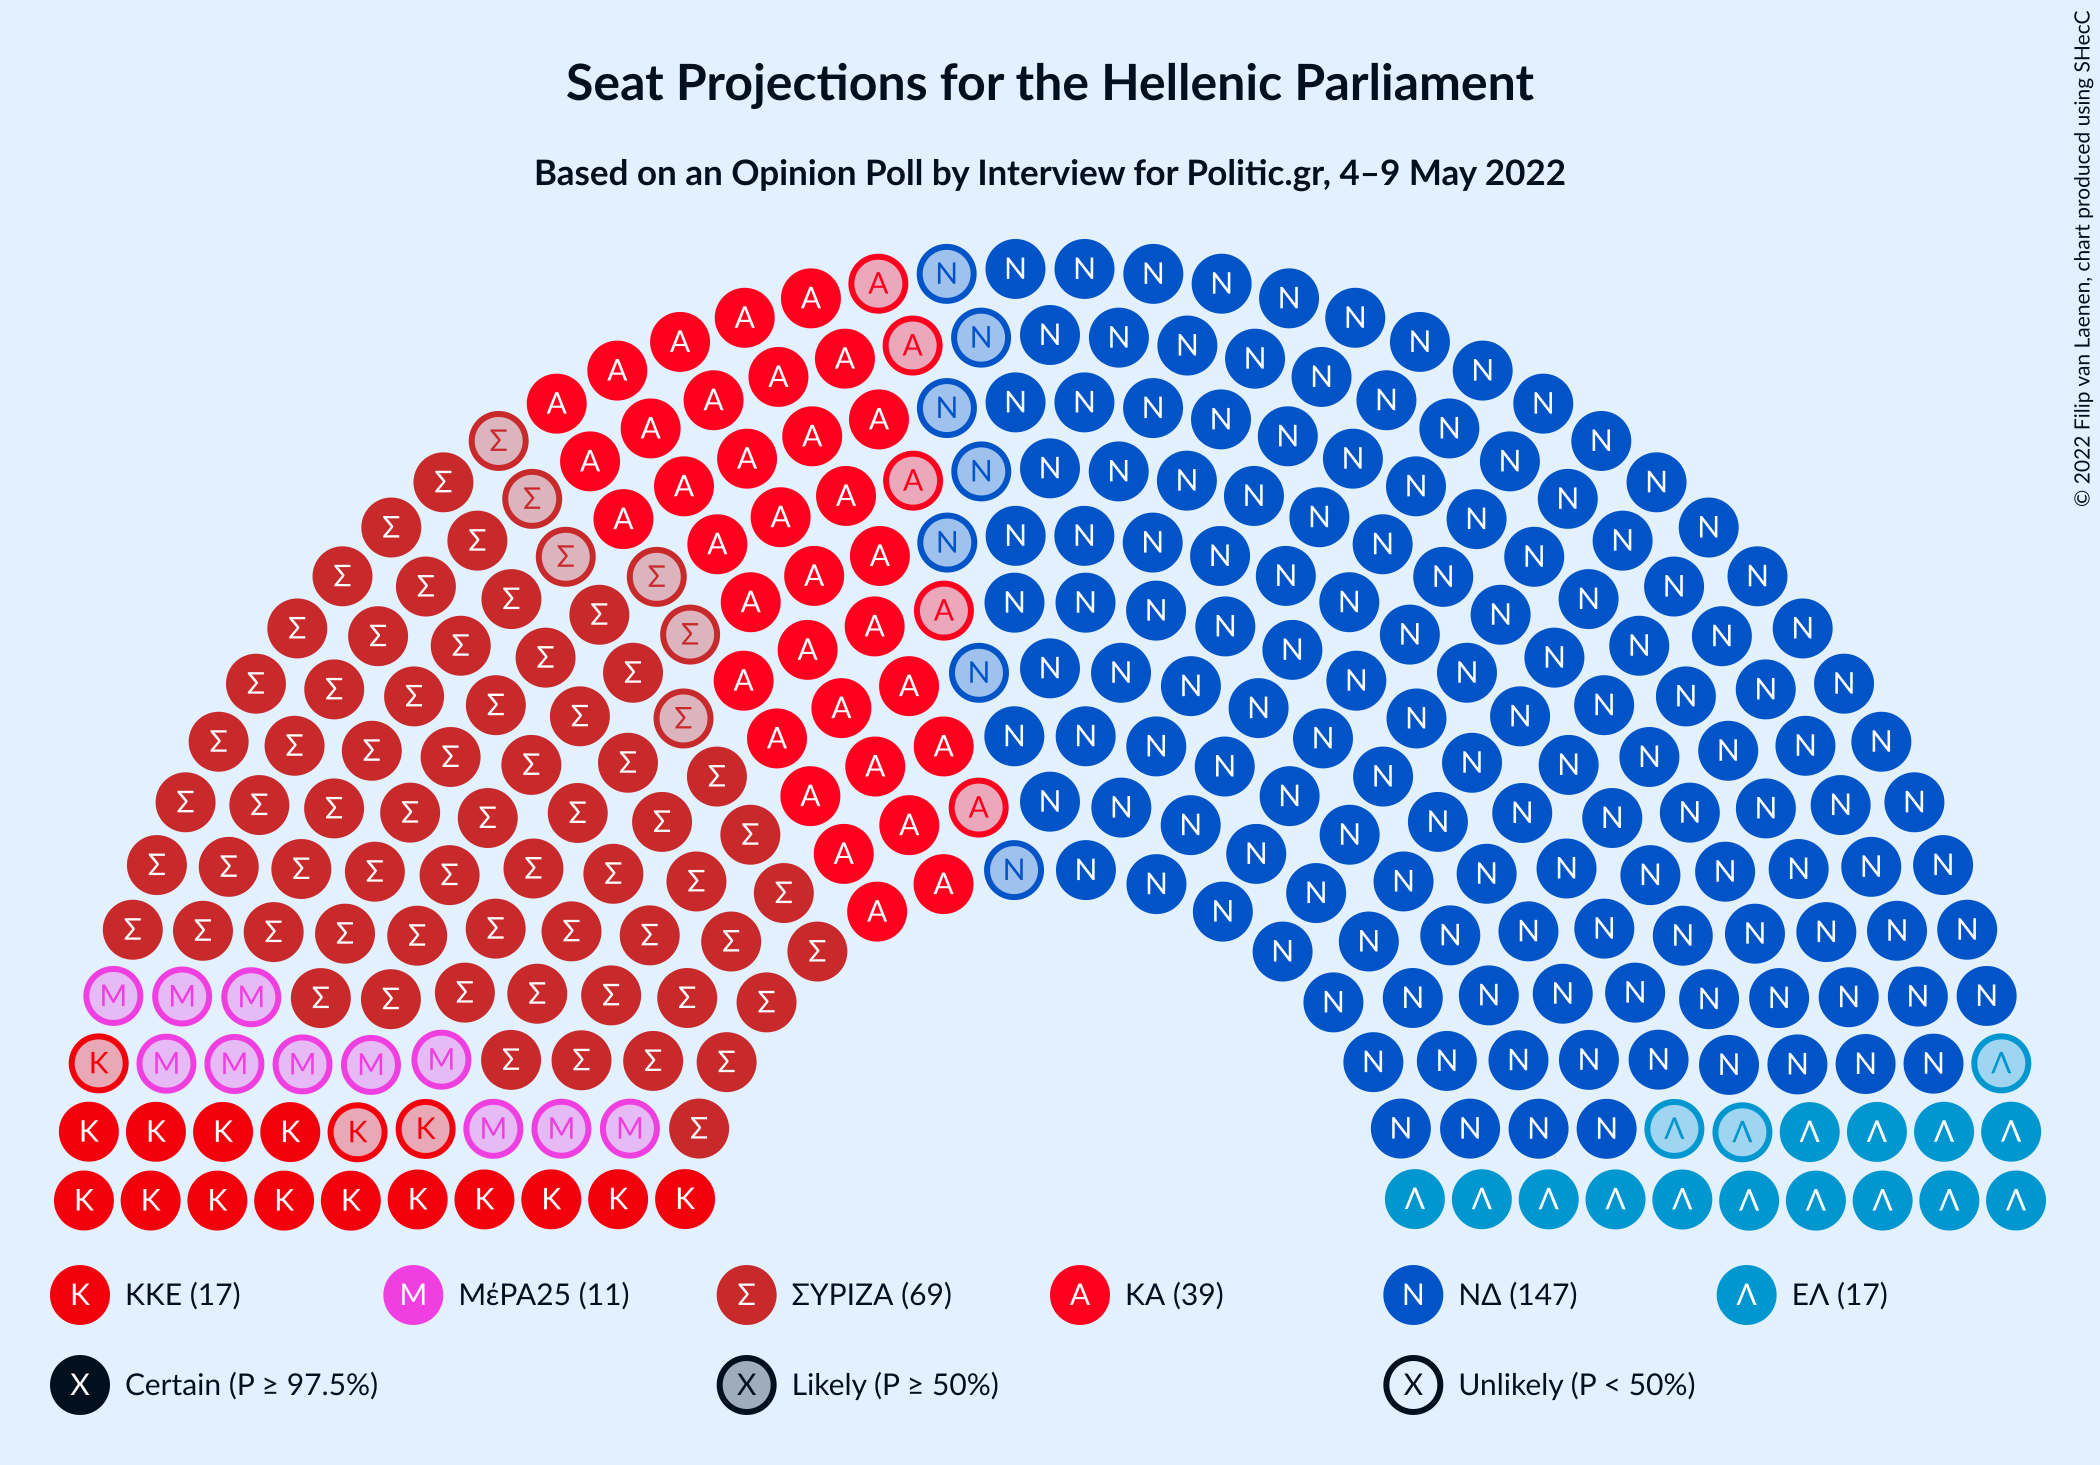 Seat Projections for the Hellenic Parliament
Based on an Opinion Poll by Interview for Politic.gr, 4–9 May 2022
© 2022 Filip van Laenen, chart produced using SHecC
K ΚΚΕ (17)
M ΜέΡΑ25 (11)
Σ ΣΥΡΙΖΑ (69)
A ΚΑ (39)
N ΝΔ (147)
Λ ΕΛ (17)
X Certain (P ≥ 97.5%)
X Likely (P ≥ 50%)
X Unlikely (P < 50%)